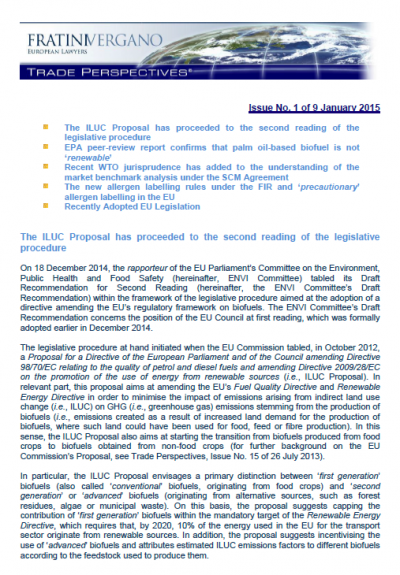 FRATINIVERGANO
EUROPEAN LAWYERS
TRADE PERSPECTIVES®
Issue No. 1 of 9 January 2015
The ILUC Proposal has proceeded to the second reading of the
legislative procedure
EPA peer-review report confirms that palm oil-based biofuel is not
'renewable'
Recent WTO jurisprudence has added to the understanding of the
market benchmark analysis under the SCM Agreement
The new allergen labelling rules under the FIR and 'precautionary'
allergen labelling in the EU
Recently Adopted EU Legislation
The ILUC Proposal has proceeded to the second reading of the legislative
procedure
On 18 December 2014, the rapporteur of the EU Parliament's Committee on the Environment,
Public Health and Food Safety (hereinafter, ENVI Committee) tabled its Draft
Recommendation for Second Reading (hereinafter, the ENVI Committee's Draft
Recommendation) within the framework of the legislative procedure aimed at the adoption of a
directive amending the EU's regulatory framework on biofuels. The ENVI Committee's Draft
Recommendation concerns the position of the EU Council at first reading, which was formally
adopted earlier in December 2014.
The legislative procedure at hand initiated when the EU Commission tabled, in October 2012,
a Proposal for a Directive of the European Parliament and of the Council amending Directive
98/70/EC relating to the quality of petrol and diesel fuels and amending Directive 2009/28/EC
on the promotion of the use of energy from renewable sources (i.e., ILUC Proposal). In
relevant part, this proposal aims at amending the EU's Fuel Quality Directive and Renewable
Energy Directive in order to minimise the impact of emissions arising from indirect land use
change (i.e., ILUC) on GHG (i.e., greenhouse gas) emissions stemming from the production of
biofuels (i.e., emissions created as a result of increased land demand for the production of
biofuels, where such land could have been used for food, feed or fibre production). In this
sense, the ILUC Proposal also aims at starting the transition from biofuels produced from food
crops to biofuels obtained from non-food crops (for further background on the EU
Commission's Proposal, see Trade Perspectives, Issue No. 15 of 26 July 2013).
In particular, the ILUC Proposal envisages a primary distinction between 'first generation'
biofuels (also called 'conventional' biofuels, originating from food crops) and 'second
generation' or 'advanced' biofuels (originating from alternative sources, such as forest
residues, algae or municipal waste). On this basis, the proposal suggests capping the
contribution of 'first generation' biofuels within the mandatory target of the Renewable Energy
Directive, which requires that, by 2020, 10% of the energy used in the EU for the transport
sector originate from renewable sources. In addition, the proposal suggests incentivising the
use of 'advanced' biofuels and attributes estimated ILUC emissions factors to different biofuels
according to the feedstock used to produce them.